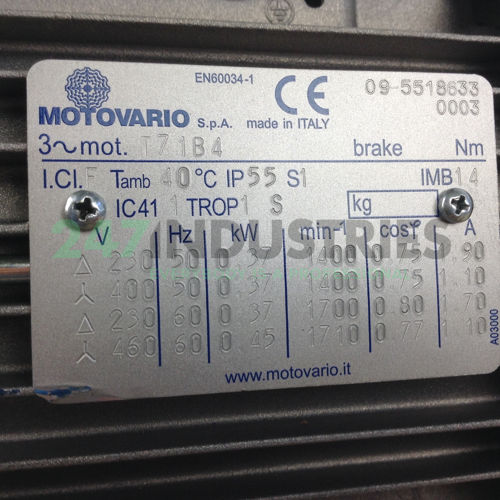 EN60034-1
CE
09-5518633
0003
MOTOVARIO S.p.A. made in ITALY
3~mot. T71B4 brake Nm
I.Cl.F Tamb 40°C IP55 S1 IMB14
IC41 1 TROP1 S kg
V Hz kW min-1 cosφ A
△ 230 50 0.37 1400 0.75 1.90
⅄ 400 50 0.37 1400 0.75 1.10
△ 230 60 0.37 1700 0.80 1.70
⅄ 460 60 0.45 1710 0.77 1.10
www.motovario.it
A03000
247INDUSTRIES